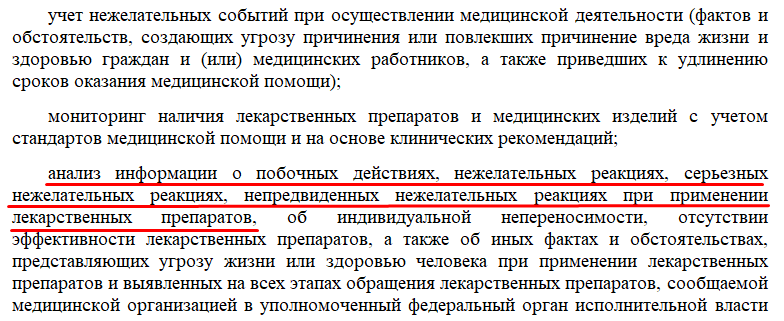 учет нежелательных событий при осуществлении медицинской деятельности (фактов и
обстоятельств, создающих угрозу причинения или повлекших причинение вреда жизни и
здоровью граждан и (или) медицинских работников, а также приведших к удлинению
сроков оказания медицинской помощи);
мониторинг наличия лекарственных препаратов и медицинских изделий с учетом
стандартов медицинской помощи и на основе клинических рекомендаций;
анализ информации о побочных действиях, нежелательных реакциях, серьезных
нежелательных реакциях, непредвиденных нежелательных реакциях при применении
лекарственных препаратов, об индивидуальной непереносимости, отсутствии
эффективности лекарственных препаратов, а также об иных фактах и обстоятельствах,
представляющих угрозу жизни или здоровью человека при применении лекарственных
препаратов и выявленных на всех этапах обращения лекарственных препаратов, сообщаемой
медицинской организацией в уполномоченный федеральный орган исполнительной власти